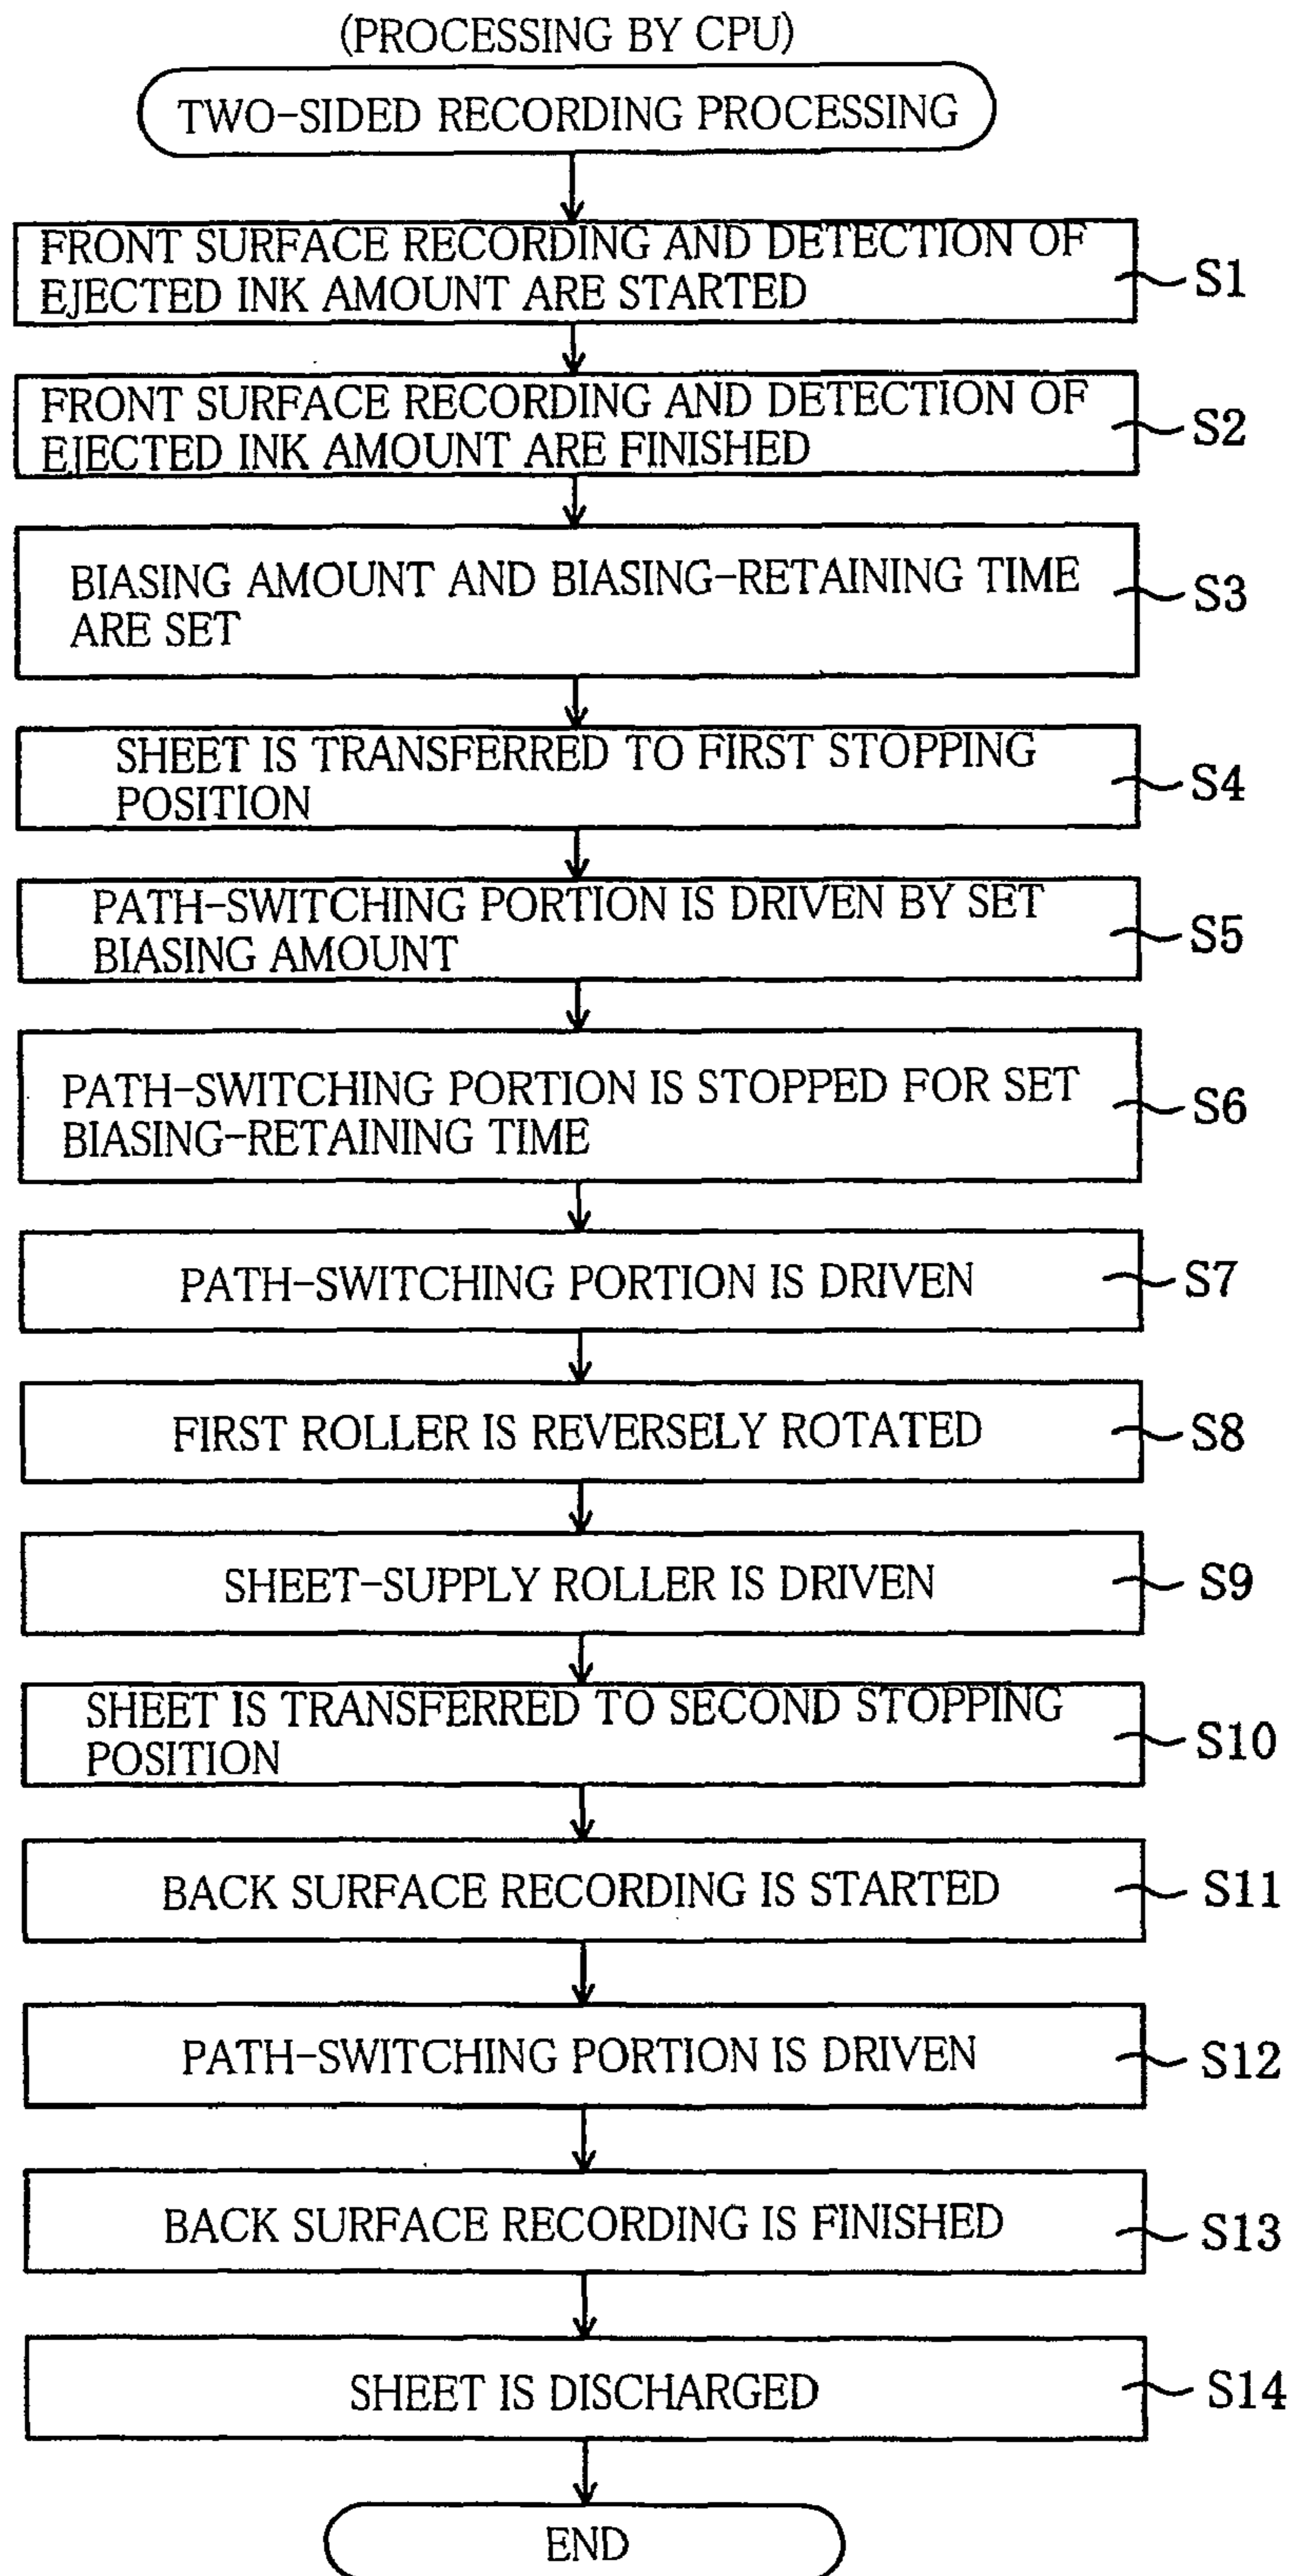 (PROCESSING BY CPU)
TWO-SIDED RECORDING PROCESSING
FRONT SURFACE RECORDING AND DETECTION OF
EJECTED INK AMOUNT ARE STARTED
S1
FRONT SURFACE RECORDING AND DETECTION OF
EJECTED INK AMOUNT ARE FINISHED
S2
BIASING AMOUNT AND BIASING-RETAINING TIME
ARE SET
S3
SHEET IS TRANSFERRED TO FIRST STOPPING
POSITION
S4
PATH-SWITCHING PORTION IS DRIVEN BY SET
BIASING AMOUNT
S5
PATH-SWITCHING PORTION IS STOPPED FOR SET
BIASING-RETAINING TIME
S6
PATH-SWITCHING PORTION IS DRIVEN
S7
FIRST ROLLER IS REVERSELY ROTATED
S8
SHEET-SUPPLY ROLLER IS DRIVEN
S9
SHEET IS TRANSFERRED TO SECOND STOPPING
POSITION
S10
BACK SURFACE RECORDING IS STARTED
S11
PATH-SWITCHING PORTION IS DRIVEN
S12
BACK SURFACE RECORDING IS FINISHED
S13
SHEET IS DISCHARGED
S14
END